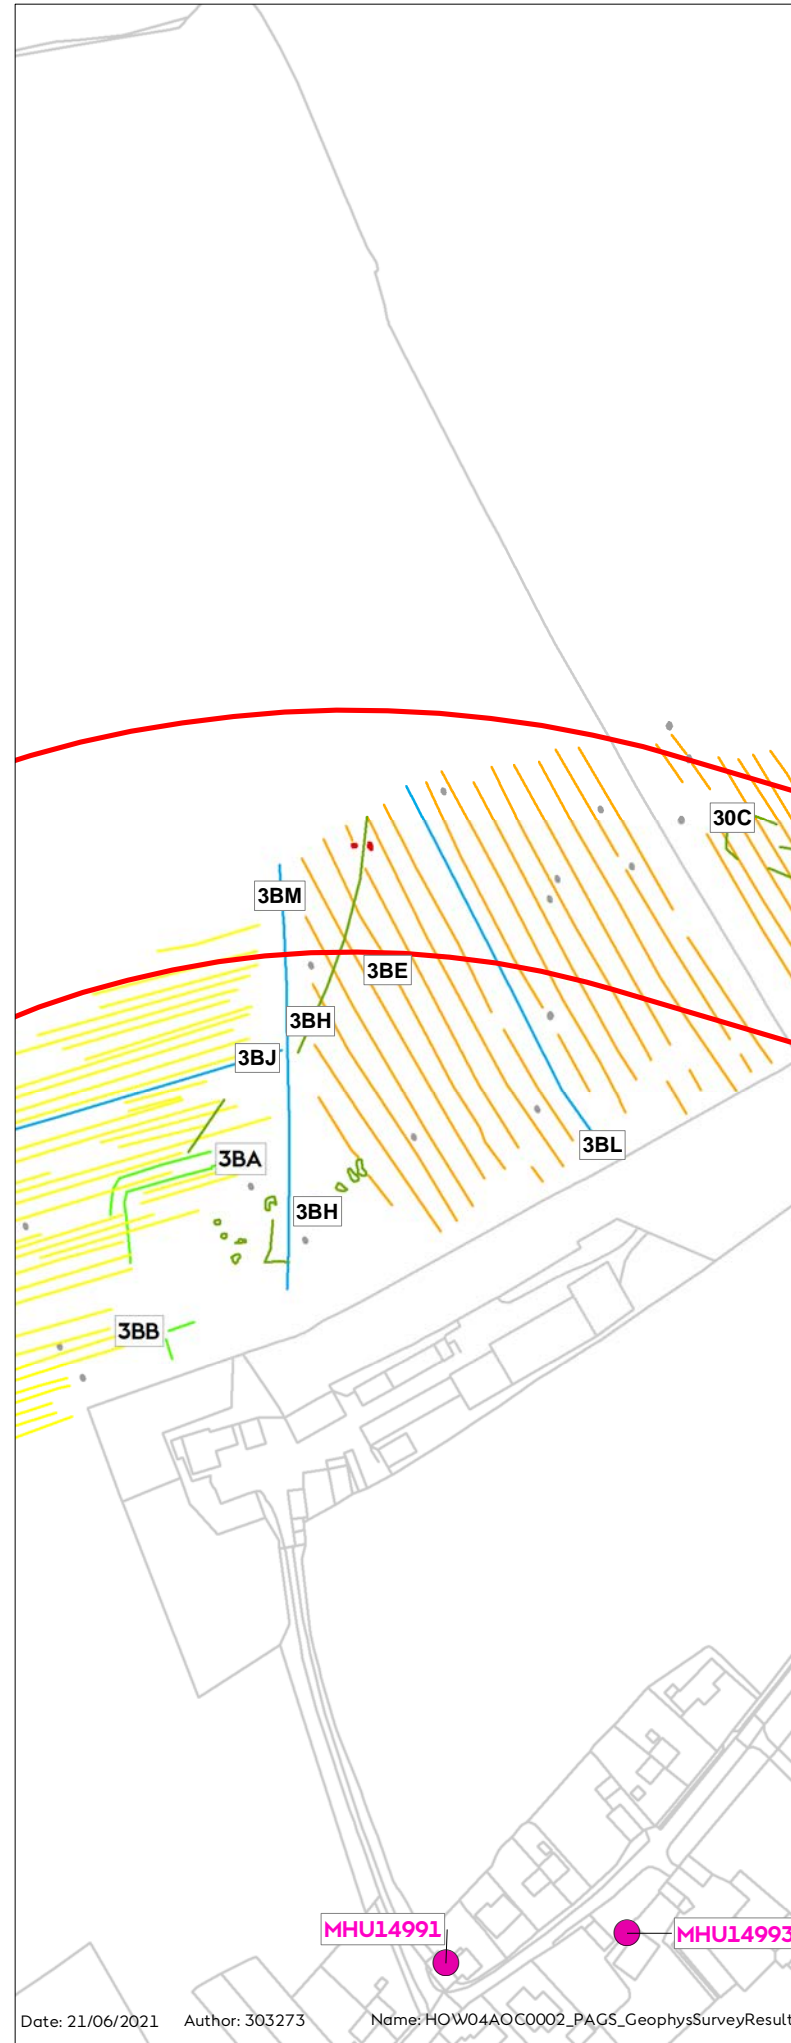 30C
3BM
3BE
3BH
3BJ
3BL
3BA
3BH
3BB
MHU14991
MHU14993
Date: 21/06/2021 Author: 303273 Name: HOW04AOC0002_PAGS_GeophysSurveyResult